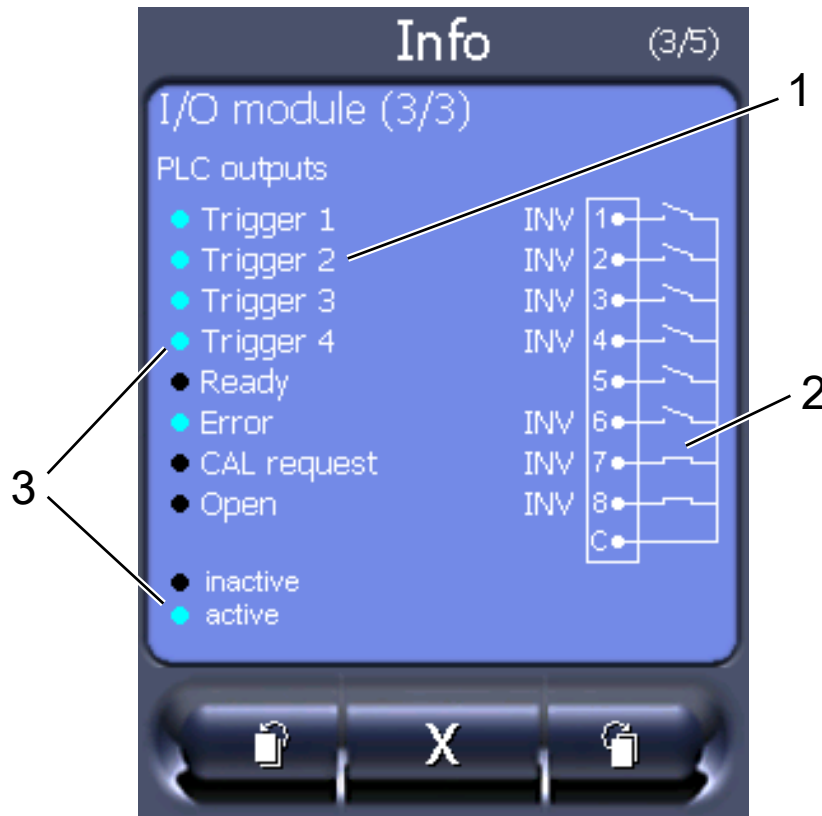 Info (3/5)
I/O module (3/3)
1
PLC outputs
Trigger 1 INV 1
Trigger 2 INV 2
Trigger 3 INV 3
Trigger 4 INV 4
Ready 5
Error INV 6
2
CAL request INV 7
3
Open INV 8
C
inactive
active
X